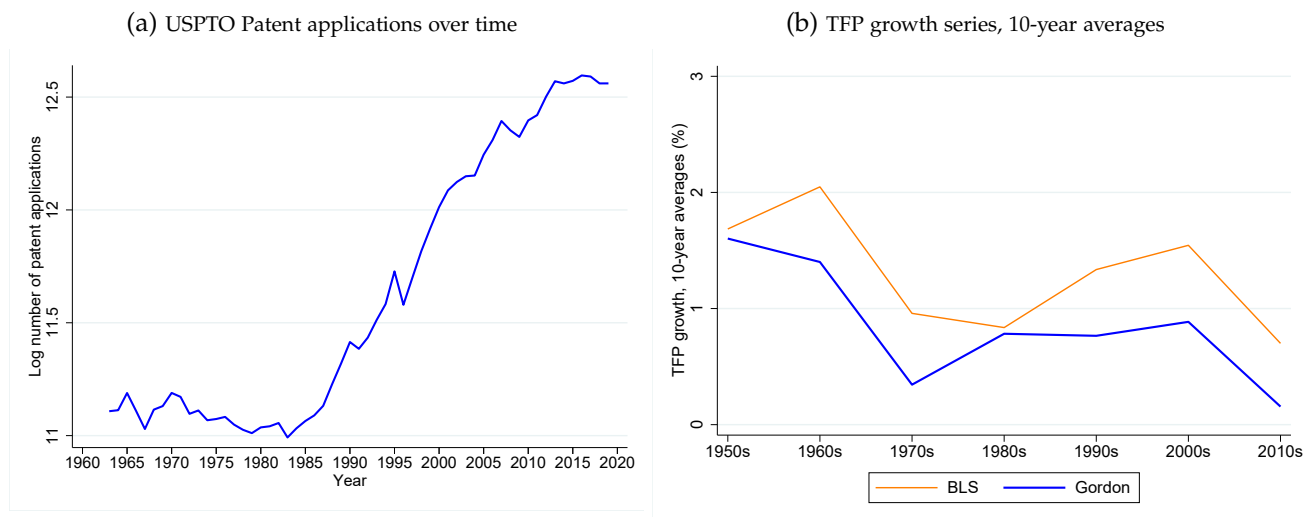 (a) USPTO Patent applications over time
Log number of patent applications
12.5
12
11.5
11
1960 1965 1970 1975 1980 1985 1990 1995 2000 2005 2010 2015 2020
Year
(b) TFP growth series, 10-year averages
TFP growth, 10-year averages (%)
3
2
1
0
1950s 1960s 1970s 1980s 1990s 2000s 2010s
BLS Gordon